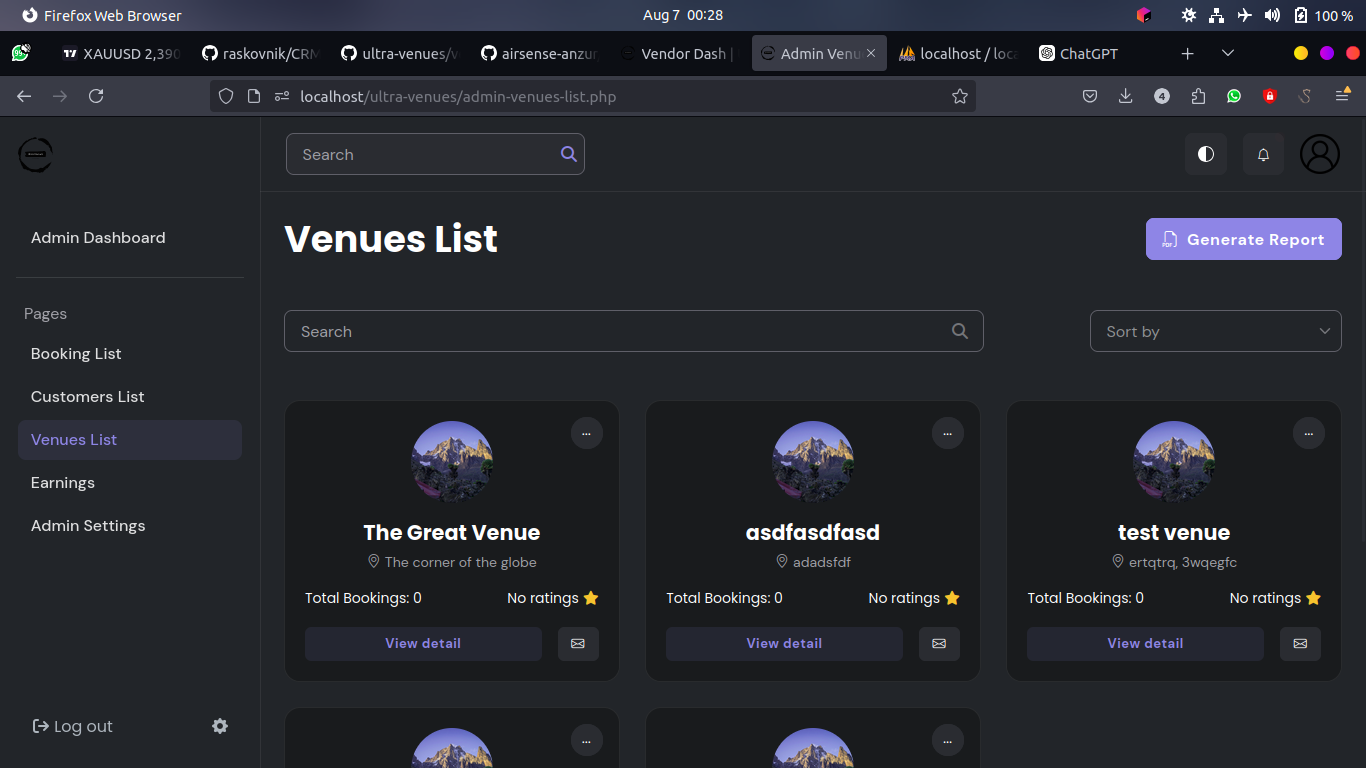 Firefox Web Browser
Aug 7 00:28
100 %
XAUUSD 2,390
raskovnik/CRM
ultra-venues/v
airsense-anzur
Vendor Dash |
Admin Venu
localhost / loca
ChatGPT
localhost/ultra-venues/admin-venues-list.php
4
Search
Admin Dashboard
Venues List
Generate Report
Pages
Search
Sort by
Booking List
Customers List
Venues List
Earnings
Admin Settings
The Great Venue
The corner of the globe
Total Bookings: 0 No ratings
View detail
asdfasdfasd
adadsfdf
Total Bookings: 0 No ratings
View detail
test venue
ertqtrq, 3wqegfc
Total Bookings: 0 No ratings
View detail
Log out